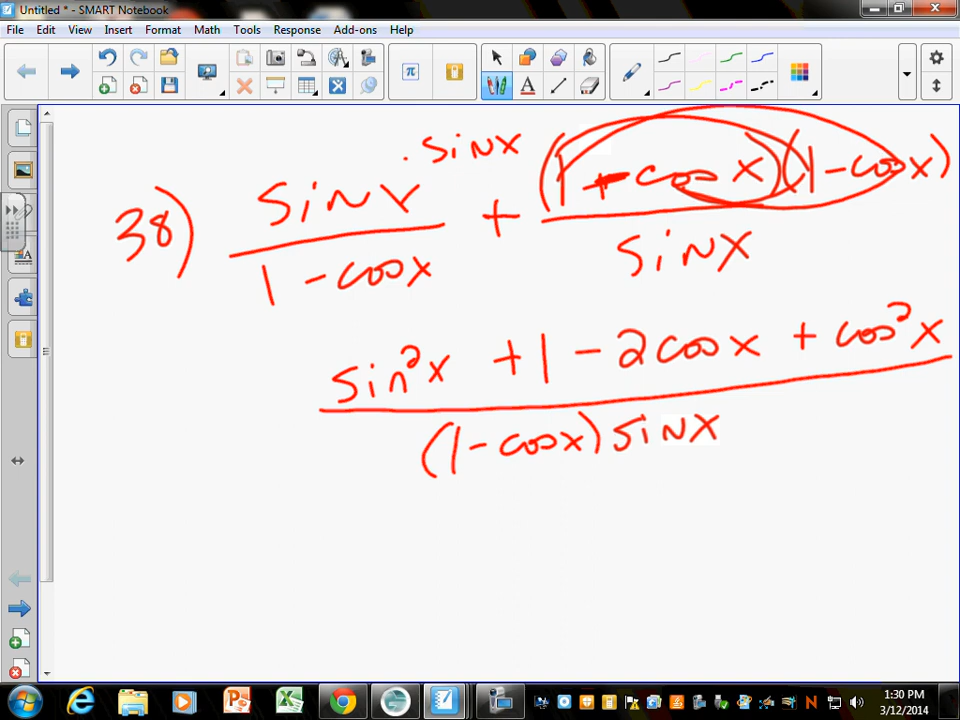 Untitled * - SMART Notebook
File Edit View Insert Format Math Tools Response Add-ons Help
38) sinx/1-cosx · sinx + (1-cosx)(1-cosx)/sinx
sin²x + 1 - 2cosx + cos²x
(1-cosx) sinx
1:30 PM
3/12/2014